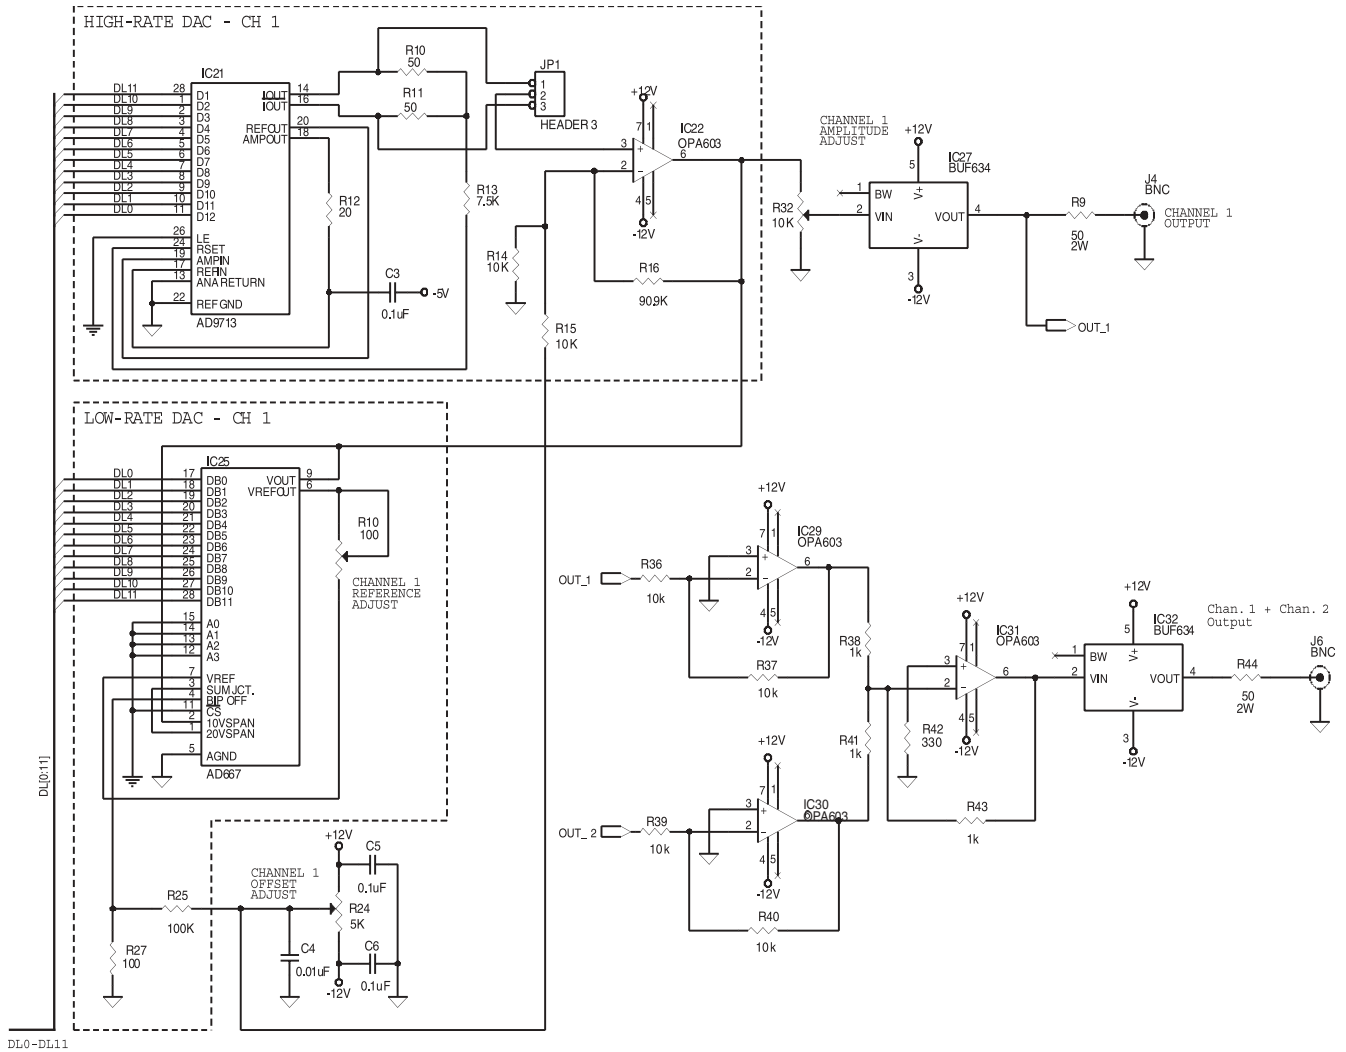 HIGH-RATE DAC - CH 1
IC21
DL11 28 D1
DL10 1 D2
DL9 2 D3
DL8 3 D4
DL7 4 D5
DL6 5 D6
DL5 6 D7
DL4 7 D8
DL3 8 D9
DL2 9 D10
DL1 10 D11
DL0 11 D12
26 LE
24 RSET
19 AMPIN
17 REFIN
13 ANA RETURN
22 REF GND
AD9713
IOUT 14
IOUT 16
REFOUT 20
AMPOUT 18
R10
50
R11
50
R12
20
R13
7.5K
C3
0.1uF
-5V
JP1
1
2
3
HEADER 3
R14
10K
R15
10K
+12V
7 1
3 +
2 -
6
4 5
-12V
IC22
OPA603
R16
90.9K
CHANNEL 1
AMPLITUDE
ADJUST
R32
10K
+12V
5
IC27
BUF634
1 BW
2 VIN
V+
VOUT 4
V-
3
-12V
R9
50
2W
J4
BNC
CHANNEL 1
OUTPUT
OUT_1
LOW-RATE DAC - CH 1
IC25
DL0 17 DB0
DL1 18 DB1
DL2 19 DB2
DL3 20 DB3
DL4 21 DB4
DL5 22 DB5
DL6 23 DB6
DL7 24 DB7
DL8 25 DB8
DL9 26 DB9
DL10 27 DB10
DL11 28 DB11
15 A0
14 A1
13 A2
12 A3
7 VREF
3 SUMJCT.
4 BIP OFF
11 CS
2 10VSPAN
1 20VSPAN
5 AGND
AD667
VOUT 9
VREFOUT 6
R10
100
CHANNEL 1
REFERENCE
ADJUST
DL[0:11]
+12V
CHANNEL 1
OFFSET
ADJUST
C5
0.1uF
R24
5K
R25
100K
R27
100
C4
0.01uF
C6
0.1uF
-12V
DL0-DL11
OUT_1
R36
10k
+12V
7 1
3 +
2 -
6
4 5
-12V
IC29
OPA603
R37
10k
R38
1k
R41
1k
OUT_2
R39
10k
+12V
7 1
3 +
2 -
4 5
-12V
IC30
OPA603
6
R40
10k
+12V
7 1
3 +
2 -
6
4 5
-12V
IC31
OPA603
R42
330
R43
1k
+12V
5
IC32
BUF634
1 BW
2 VIN
V+
VOUT 4
V-
3
-12V
Chan. 1 + Chan. 2
Output
R44
50
2W
J6
BNC